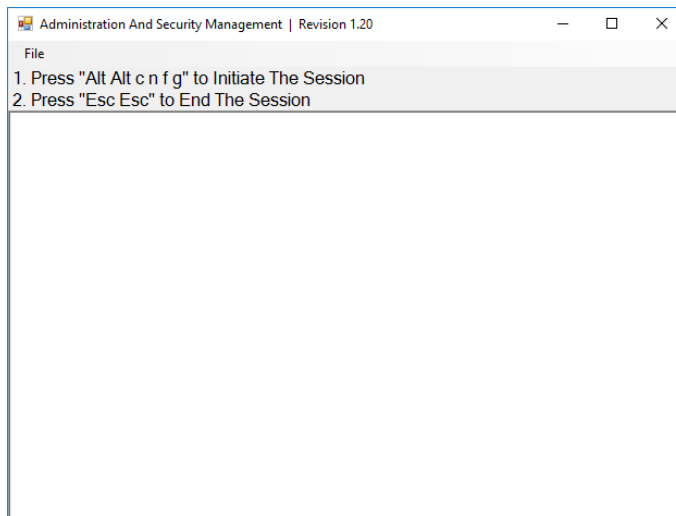 Administration And Security Management | Revision 1.20
File
1. Press "Alt Alt c n f g" to Initiate The Session
2. Press "Esc Esc" to End The Session